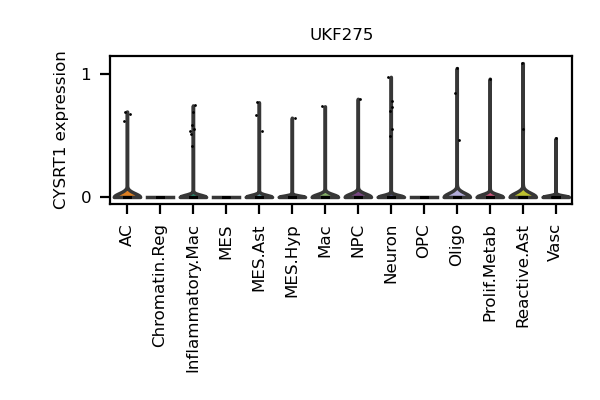 UKF275
CYSRT1 expression
1
0
AC
Chromatin.Reg
Inflammatory.Mac
MES
MES.Ast
MES.Hyp
Mac
NPC
Neuron
OPC
Oligo
Prolif.Metab
Reactive.Ast
Vasc